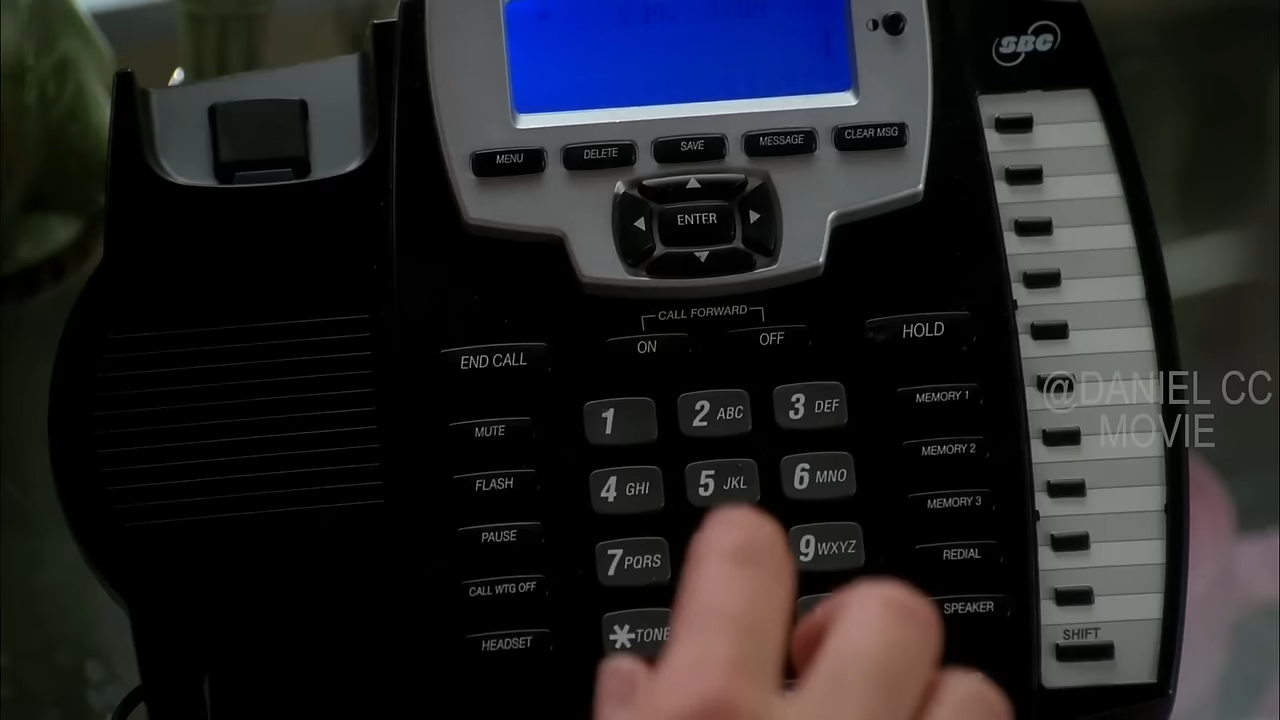 SBC
MENU
DELETE
SAVE
MESSAGE
CLEAR MSG
ENTER
CALL FORWARD
ON
OFF
HOLD
END CALL
1
2 ABC
3 DEF
MEMORY 1
MUTE
4 GHI
5 JKL
6 MNO
MEMORY 2
FLASH
MEMORY 3
PAUSE
7 PQRS
9 WXYZ
REDIAL
CALL WTG OFF
SPEAKER
HEADSET
*TONE
SHIFT
@DANIEL CC
MOVIE